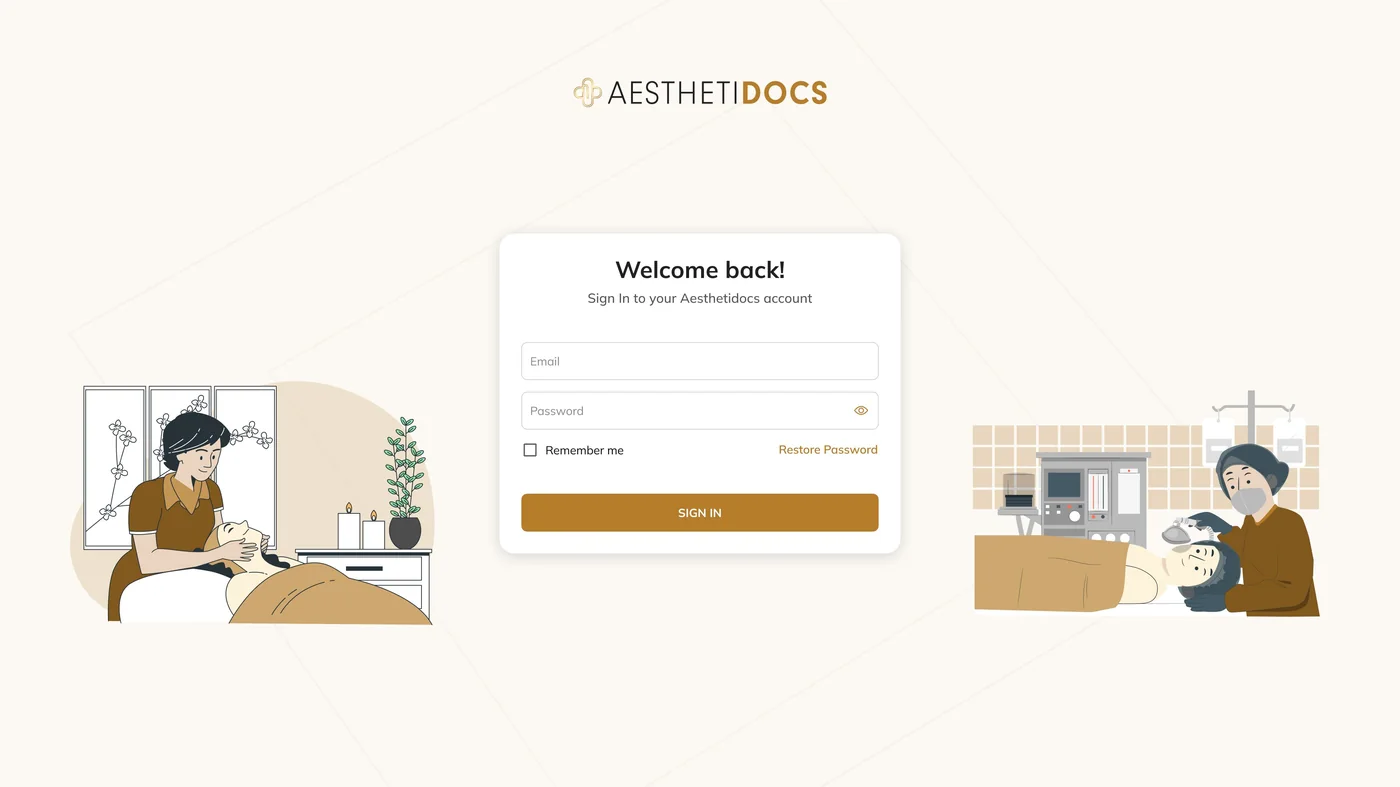 AESTHETIDOCS
Welcome back!
Sign In to your Aesthetidocs account
Email
Password
Remember me
Restore Password
SIGN IN